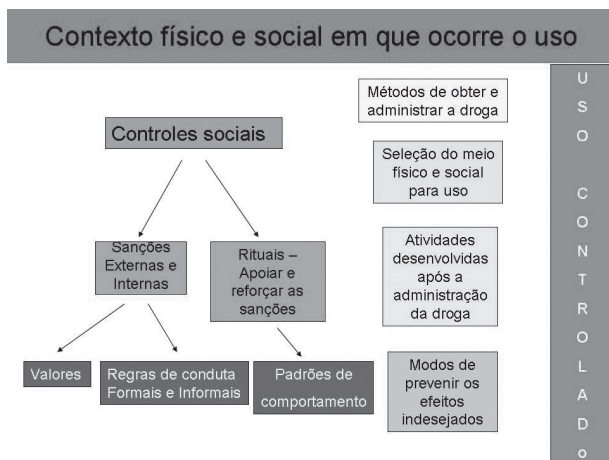 Contexto físico e social em que ocorre o uso
Controles sociais
Sanções
Externas e
Internas
Rituais –
Apoiar e
reforçar as
sanções
Valores
Regras de conduta
Formais e Informais
Padrões de
comportamento
Métodos de obter e
administrar a droga
Seleção do meio
físico e social
para uso
Atividades
desenvolvidas
após a
administração
da droga
Modos de
prevenir os
efeitos
indesejados
U
S
O
C
O
N
T
R
O
L
A
D
o